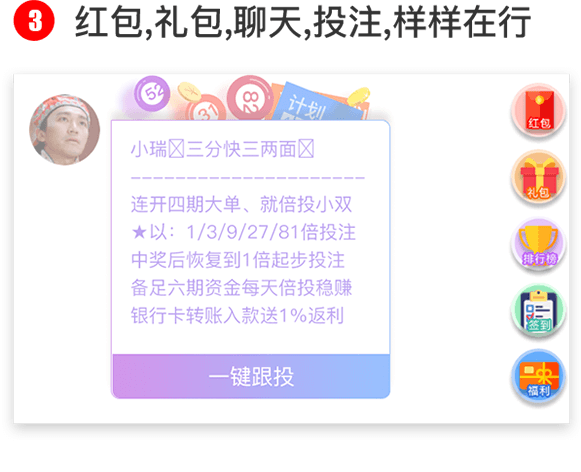 3 红包,礼包,聊天,投注,样样在行
52
31
82
计划
小瑞☒三分快三两面☒
----------------------
连开四期大单、就倍投小双
★以：1/3/9/27/81倍投注
中奖后恢复到1倍起步投注
备足六期资金每天倍投稳赚
银行卡转账入款送1%返利
一键跟投
红包
礼包
排行榜
签到
福利